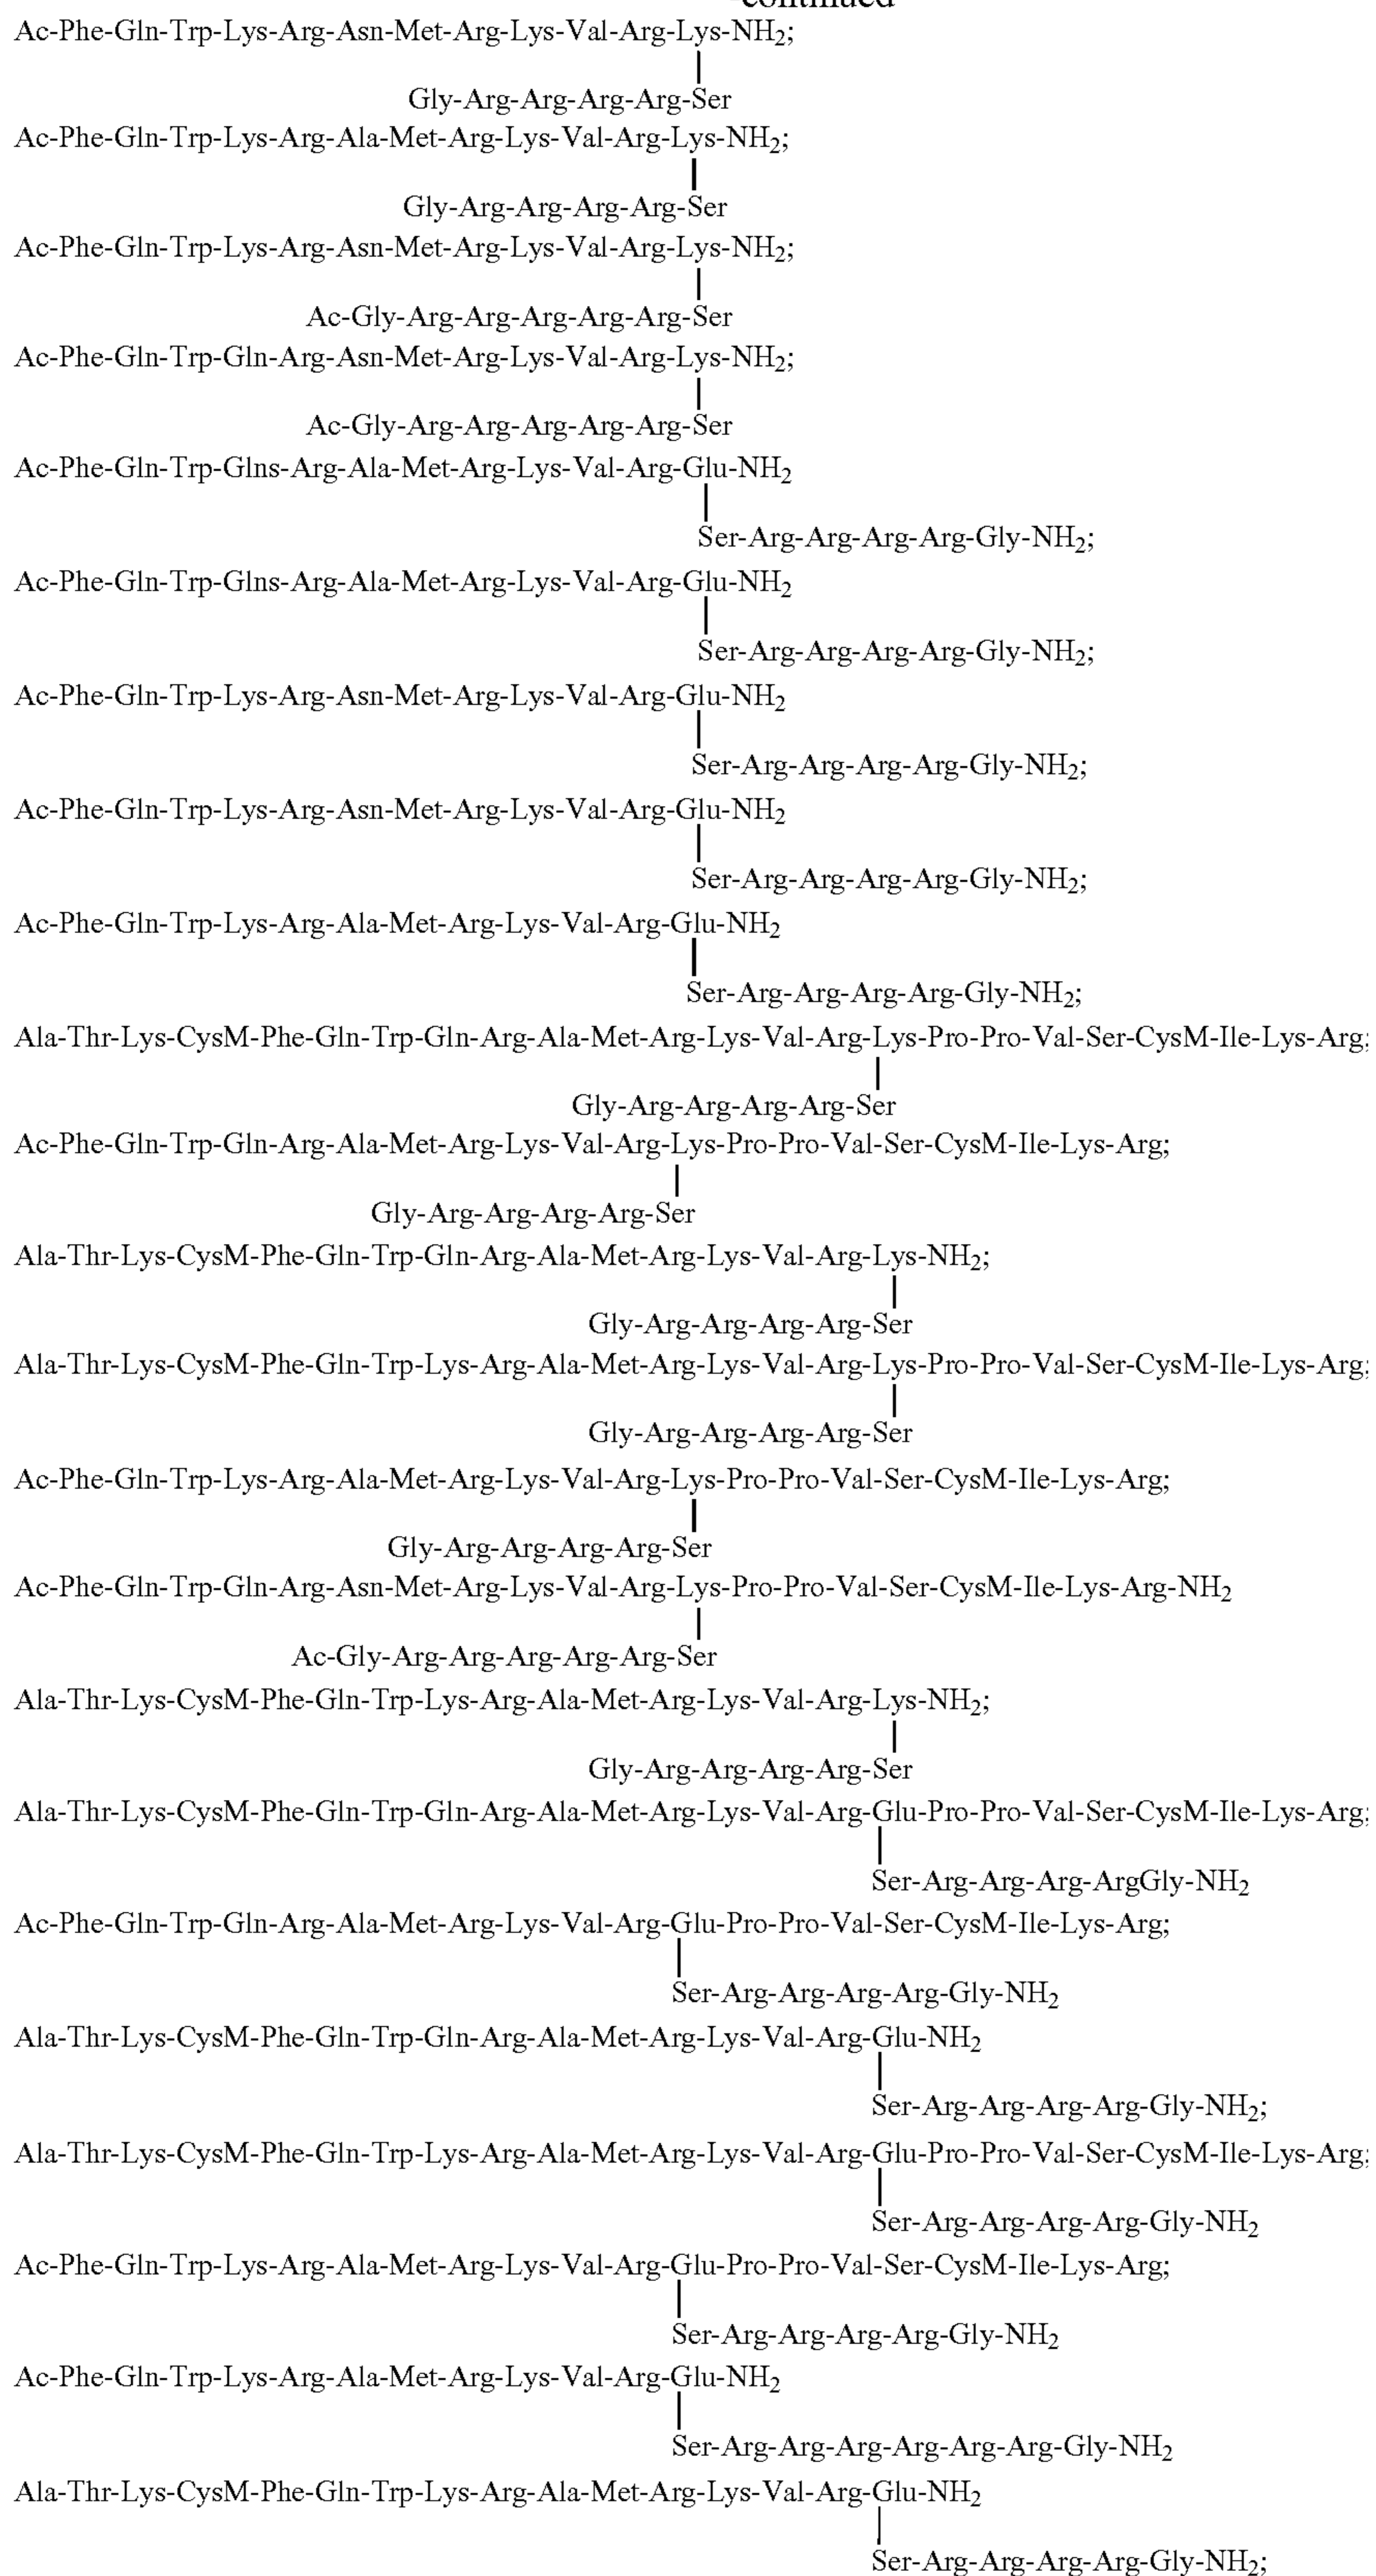 -continued
Ac-Phe-Gln-Trp-Lys-Arg-Asn-Met-Arg-Lys-Val-Arg-Lys-NH2;
Gly-Arg-Arg-Arg-Arg-Ser
Ac-Phe-Gln-Trp-Lys-Arg-Ala-Met-Arg-Lys-Val-Arg-Lys-NH2;
Gly-Arg-Arg-Arg-Arg-Ser
Ac-Phe-Gln-Trp-Lys-Arg-Asn-Met-Arg-Lys-Val-Arg-Lys-NH2;
Ac-Gly-Arg-Arg-Arg-Arg-Arg-Ser
Ac-Phe-Gln-Trp-Gln-Arg-Asn-Met-Arg-Lys-Val-Arg-Lys-NH2;
Ac-Gly-Arg-Arg-Arg-Arg-Arg-Ser
Ac-Phe-Gln-Trp-Glns-Arg-Ala-Met-Arg-Lys-Val-Arg-Glu-NH2
Ser-Arg-Arg-Arg-Arg-Gly-NH2;
Ac-Phe-Gln-Trp-Glns-Arg-Ala-Met-Arg-Lys-Val-Arg-Glu-NH2
Ser-Arg-Arg-Arg-Arg-Gly-NH2;
Ac-Phe-Gln-Trp-Lys-Arg-Asn-Met-Arg-Lys-Val-Arg-Glu-NH2
Ser-Arg-Arg-Arg-Arg-Gly-NH2;
Ac-Phe-Gln-Trp-Lys-Arg-Asn-Met-Arg-Lys-Val-Arg-Glu-NH2
Ser-Arg-Arg-Arg-Arg-Gly-NH2;
Ac-Phe-Gln-Trp-Lys-Arg-Ala-Met-Arg-Lys-Val-Arg-Glu-NH2
Ser-Arg-Arg-Arg-Arg-Gly-NH2;
Ala-Thr-Lys-CysM-Phe-Gln-Trp-Gln-Arg-Ala-Met-Arg-Lys-Val-Arg-Lys-Pro-Pro-Val-Ser-CysM-Ile-Lys-Arg;
Gly-Arg-Arg-Arg-Arg-Ser
Ac-Phe-Gln-Trp-Gln-Arg-Ala-Met-Arg-Lys-Val-Arg-Lys-Pro-Pro-Val-Ser-CysM-Ile-Lys-Arg;
Gly-Arg-Arg-Arg-Arg-Ser
Ala-Thr-Lys-CysM-Phe-Gln-Trp-Gln-Arg-Ala-Met-Arg-Lys-Val-Arg-Lys-NH2;
Gly-Arg-Arg-Arg-Arg-Ser
Ala-Thr-Lys-CysM-Phe-Gln-Trp-Lys-Arg-Ala-Met-Arg-Lys-Val-Arg-Lys-Pro-Pro-Val-Ser-CysM-Ile-Lys-Arg;
Gly-Arg-Arg-Arg-Arg-Ser
Ac-Phe-Gln-Trp-Lys-Arg-Ala-Met-Arg-Lys-Val-Arg-Lys-Pro-Pro-Val-Ser-CysM-Ile-Lys-Arg;
Gly-Arg-Arg-Arg-Arg-Ser
Ac-Phe-Gln-Trp-Gln-Arg-Asn-Met-Arg-Lys-Val-Arg-Lys-Pro-Pro-Val-Ser-CysM-Ile-Lys-Arg-NH2
Ac-Gly-Arg-Arg-Arg-Arg-Arg-Ser
Ala-Thr-Lys-CysM-Phe-Gln-Trp-Lys-Arg-Ala-Met-Arg-Lys-Val-Arg-Lys-NH2;
Gly-Arg-Arg-Arg-Arg-Ser
Ala-Thr-Lys-CysM-Phe-Gln-Trp-Gln-Arg-Ala-Met-Arg-Lys-Val-Arg-Glu-Pro-Pro-Val-Ser-CysM-Ile-Lys-Arg;
Ser-Arg-Arg-Arg-ArgGly-NH2
Ac-Phe-Gln-Trp-Gln-Arg-Ala-Met-Arg-Lys-Val-Arg-Glu-Pro-Pro-Val-Ser-CysM-Ile-Lys-Arg;
Ser-Arg-Arg-Arg-Arg-Gly-NH2
Ala-Thr-Lys-CysM-Phe-Gln-Trp-Gln-Arg-Ala-Met-Arg-Lys-Val-Arg-Glu-NH2
Ser-Arg-Arg-Arg-Arg-Gly-NH2;
Ala-Thr-Lys-CysM-Phe-Gln-Trp-Lys-Arg-Ala-Met-Arg-Lys-Val-Arg-Glu-Pro-Pro-Val-Ser-CysM-Ile-Lys-Arg;
Ser-Arg-Arg-Arg-Arg-Gly-NH2
Ac-Phe-Gln-Trp-Lys-Arg-Ala-Met-Arg-Lys-Val-Arg-Glu-Pro-Pro-Val-Ser-CysM-Ile-Lys-Arg;
Ser-Arg-Arg-Arg-Arg-Gly-NH2
Ac-Phe-Gln-Trp-Lys-Arg-Ala-Met-Arg-Lys-Val-Arg-Glu-NH2
Ser-Arg-Arg-Arg-Arg-Arg-Arg-Gly-NH2
Ala-Thr-Lys-CysM-Phe-Gln-Trp-Lys-Arg-Ala-Met-Arg-Lys-Val-Arg-Glu-NH2
Ser-Arg-Arg-Arg-Arg-Gly-NH2;